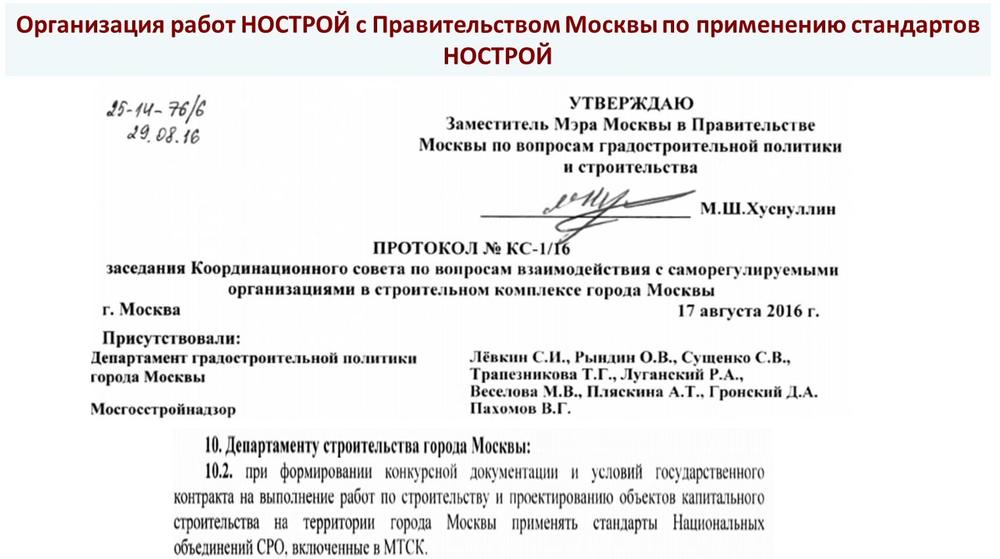 Организация работ НОСТРОЙ с Правительством Москвы по применению стандартов
НОСТРОЙ
25-14-76/6
29.08.16
УТВЕРЖДАЮ
Заместитель Мэра Москвы в Правительстве
Москвы по вопросам градостроительной политики
и строительства
М.Ш.Хуснуллин
ПРОТОКОЛ № КС-1/16
заседания Координационного совета по вопросам взаимодействия с саморегулируемыми
организациями в строительном комплексе города Москвы
г. Москва 17 августа 2016 г.
Присутствовали:
Департамент градостроительной политики
города Москвы
Лёвкин С.И., Рындин О.В., Сущенко С.В.,
Трапезникова Т.Г., Луганский Р.А.,
Веселова М.В., Пляскина А.Т., Гронский Д.А.
Мосгосстройнадзор Пахомов В.Г.
10. Департаменту строительства города Москвы:
10.2. при формировании конкурсной документации и условий государственного
контракта на выполнение работ по строительству и проектированию объектов капитального
строительства на территории города Москвы применять стандарты Национальных
объединений СРО, включенные в МТСК.